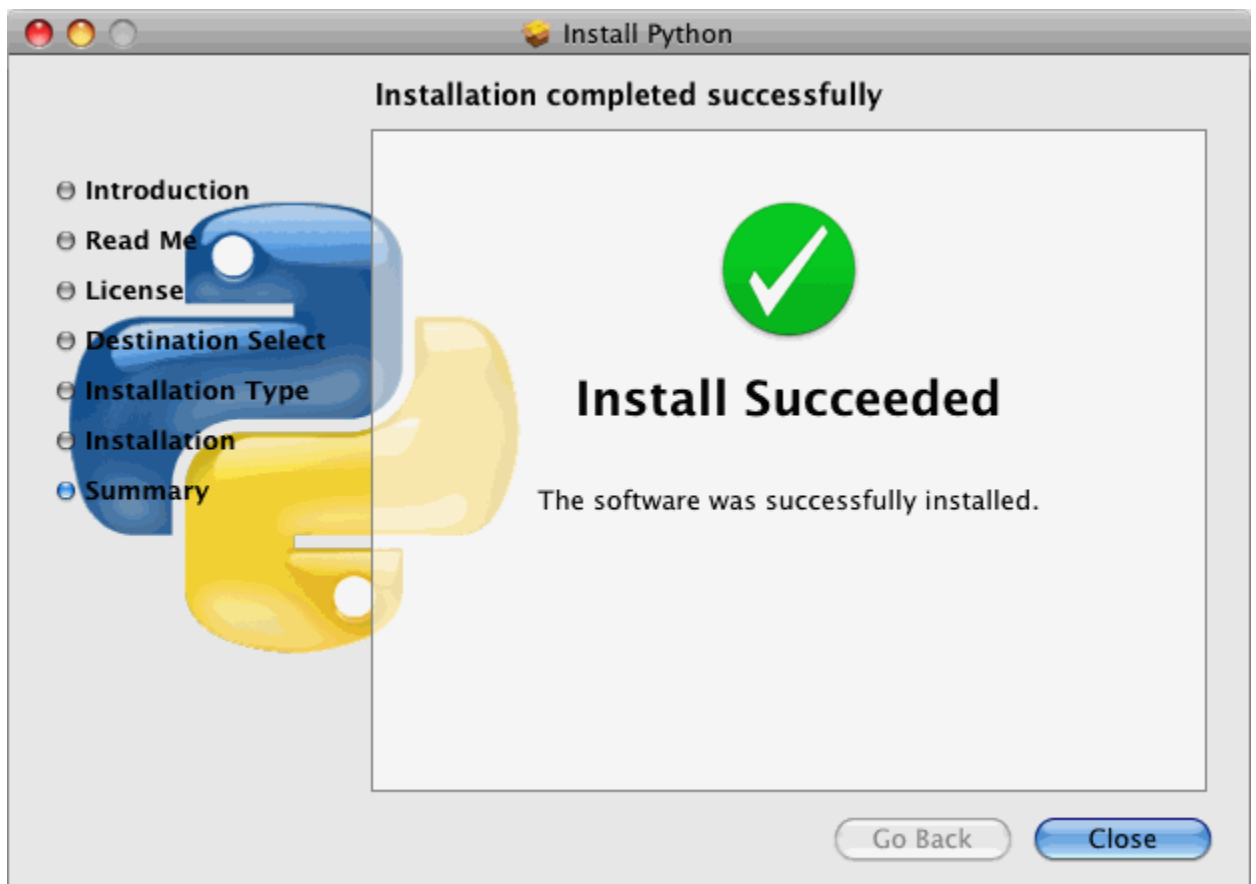 Install Python
Installation completed successfully
Introduction
Read Me
License
Destination Select
Installation Type
Installation
Summary
Install Succeeded
The software was successfully installed.
Go Back
Close